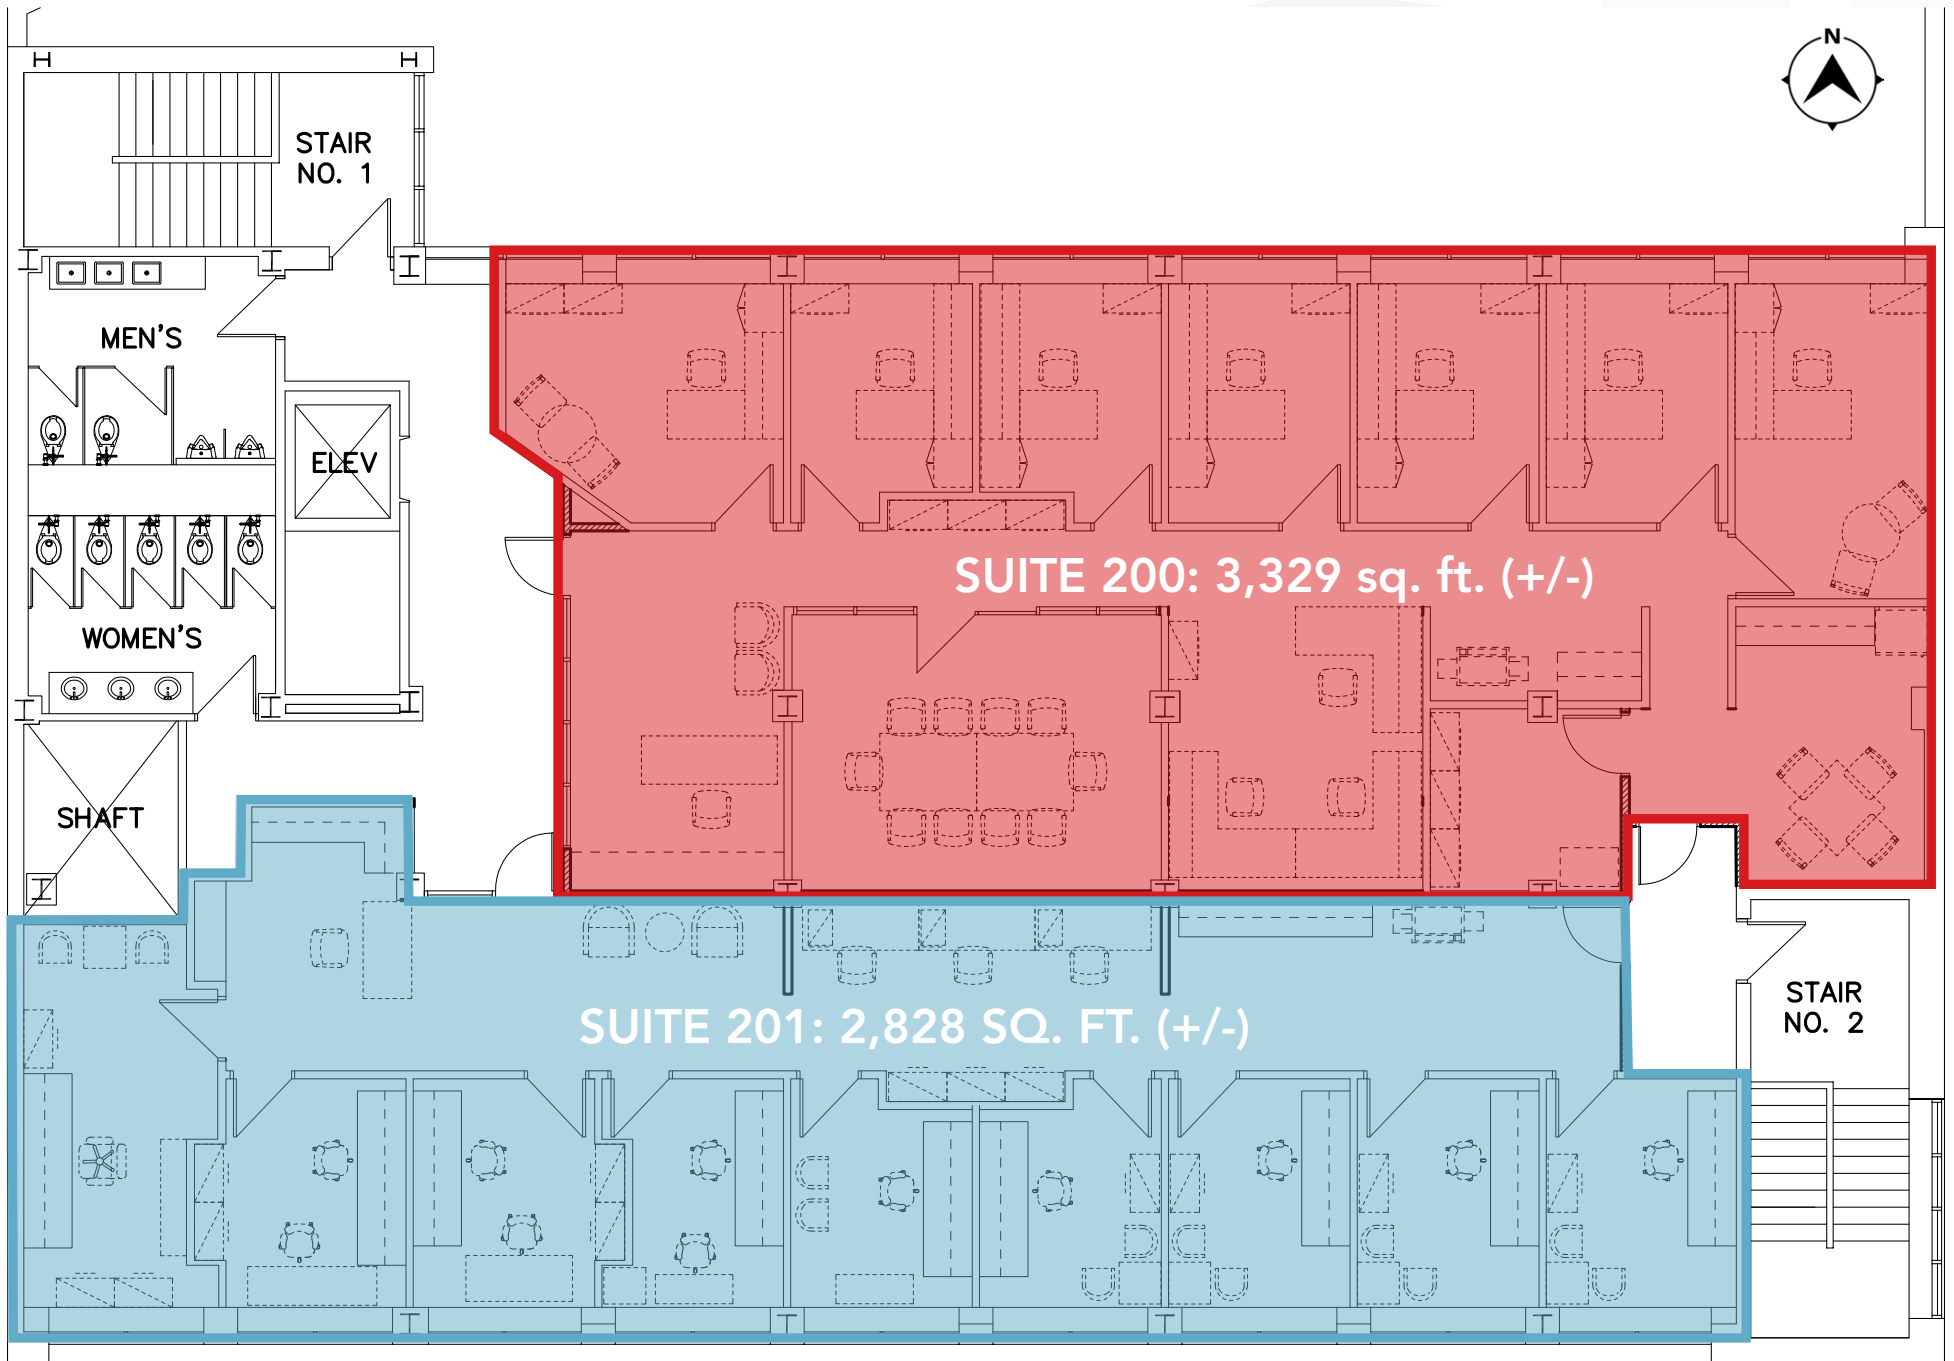 N
STAIR
NO. 1
MEN'S
ELEV
SUITE 200: 3,329 sq. ft. (+/-)
WOMEN'S
SHAFT
SUITE 201: 2,828 SQ. FT. (+/-)
STAIR
NO. 2